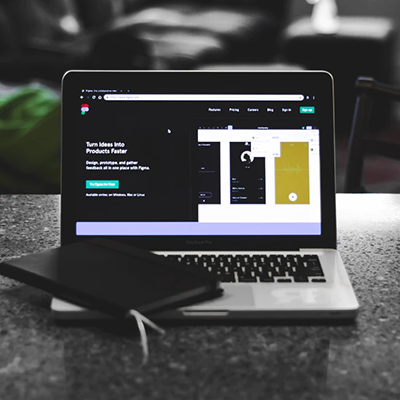 Features Pricing Careers Blog Sign In Sign up
Turn Ideas Into
Products Faster
Design, prototype, and gather
feedback all in one place with Figma.
Try Figma for Free
Available online, on Windows, Mac or Linux